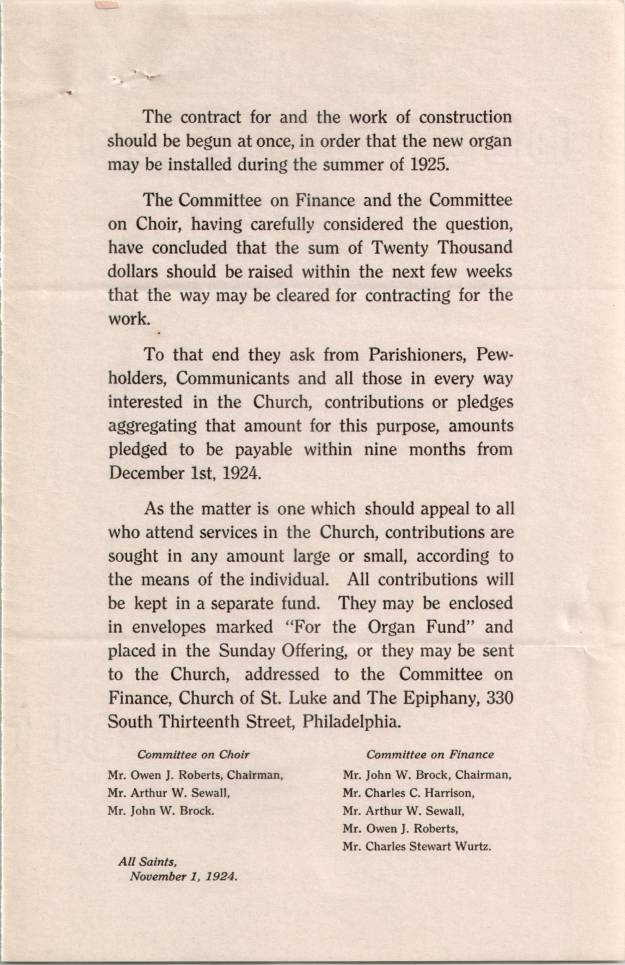 The contract for and the work of construction
should be begun at once, in order that the new organ
may be installed during the summer of 1925.
The Committee on Finance and the Committee
on Choir, having carefully considered the question,
have concluded that the sum of Twenty Thousand
dollars should be raised within the next few weeks
that the way may be cleared for contracting for the
work.
To that end they ask from Parishioners, Pew-
holders, Communicants and all those in every way
interested in the Church, contributions or pledges
aggregating that amount for this purpose, amounts
pledged to be payable within nine months from
December 1st, 1924.
As the matter is one which should appeal to all
who attend services in the Church, contributions are
sought in any amount large or small, according to
the means of the individual. All contributions will
be kept in a separate fund. They may be enclosed
in envelopes marked “For the Organ Fund” and
placed in the Sunday Offering, or they may be sent
to the Church, addressed to the Committee on
Finance, Church of St. Luke and The Epiphany, 330
South Thirteenth Street, Philadelphia.
Committee on Choir
Mr. Owen J. Roberts, Chairman,
Mr. Arthur W. Sewall,
Mr. John W. Brock.
Committee on Finance
Mr. John W. Brock, Chairman,
Mr. Charles C. Harrison,
Mr. Arthur W. Sewall,
Mr. Owen J. Roberts,
Mr. Charles Stewart Wurtz.
All Saints,
November 1, 1924.